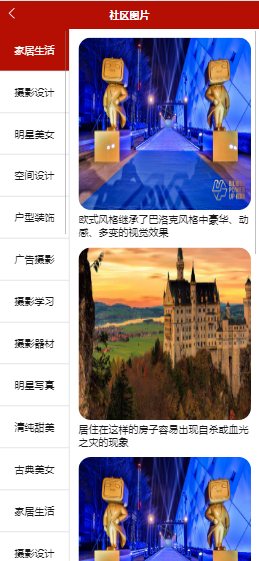 社区图片
家居生活
摄影设计
明星美女
空间设计
户型装饰
广告摄影
摄影学习
摄影器材
明星写真
清纯甜美
古典美女
家居生活
摄影设计
欧式风格继承了巴洛克风格中豪华、动
感、多变的视觉效果
居住在这样的房子容易出现自杀或血光
之灾的现象